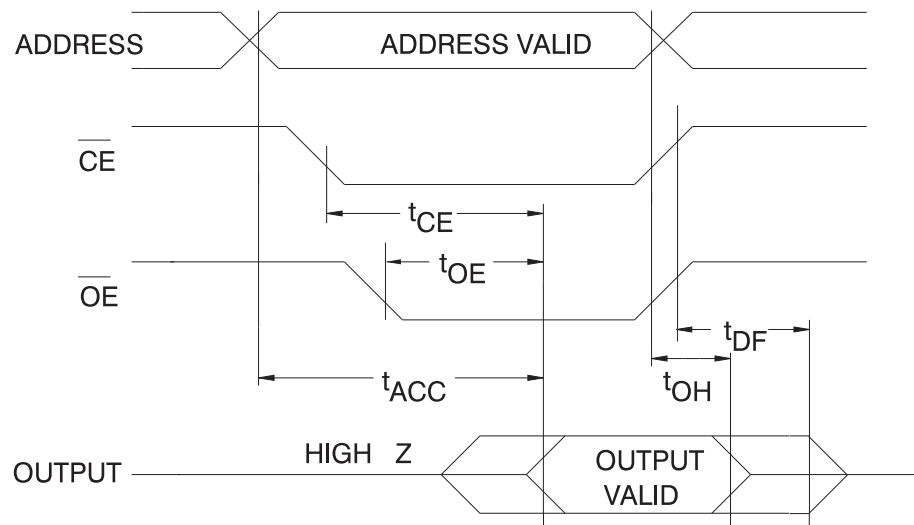 ADDRESS
ADDRESS VALID
CE
tCE
tOE
OE
tDF
tACC
tOH
HIGH Z
OUTPUT
OUTPUT
VALID